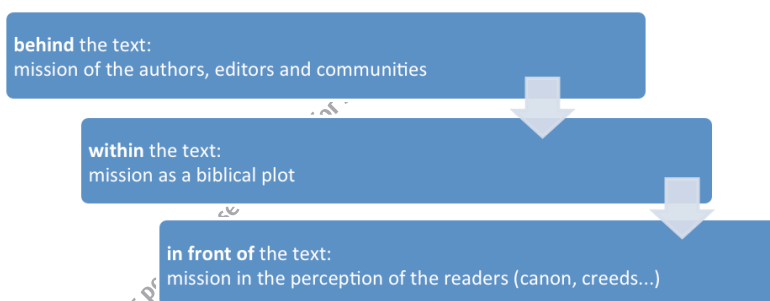 behind the text:
mission of the authors, editors and communities
within the text:
mission as a biblical plot
in front of the text:
mission in the perception of the readers (canon, creeds...)